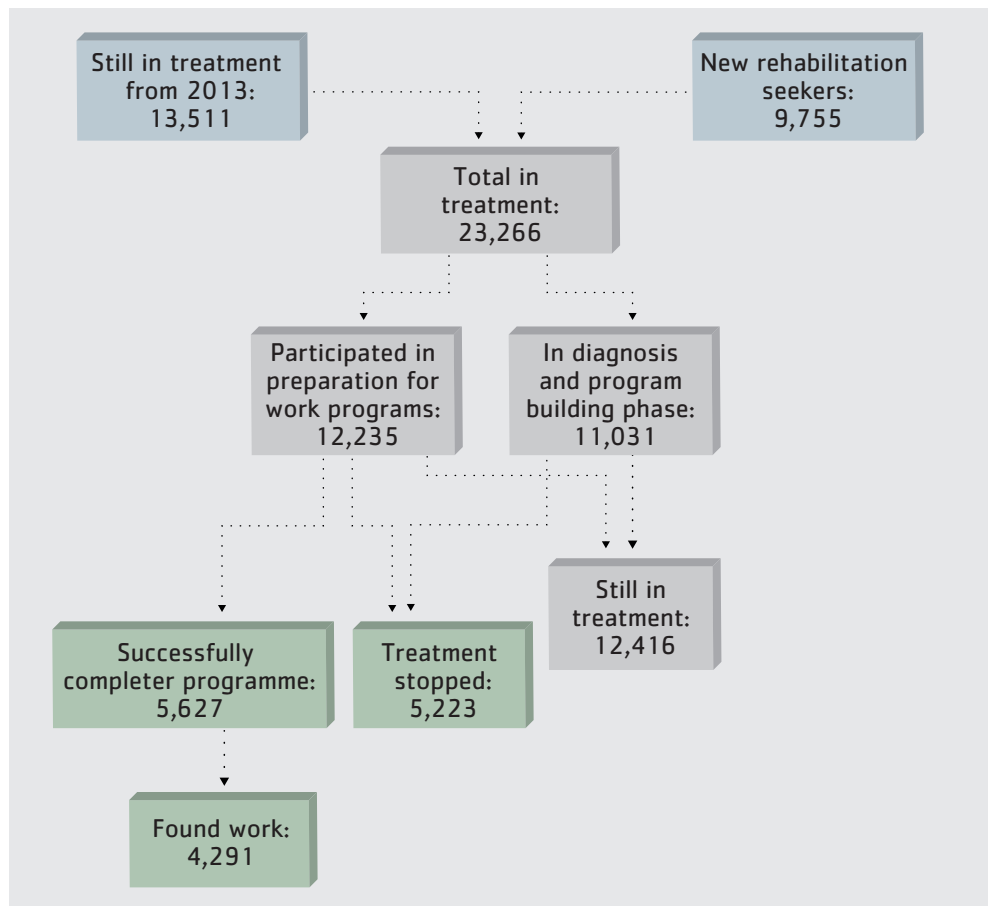 Still in treatment
from 2013:
13,511
New rehabilitation
seekers:
9,755
Total in
treatment:
23,266
Participated in
preparation for
work programs:
12,235
In diagnosis
and program
building phase:
11,031
Still in
treatment:
12,416
Successfully
completer programme:
5,627
Treatment
stopped:
5,223
Found work:
4,291